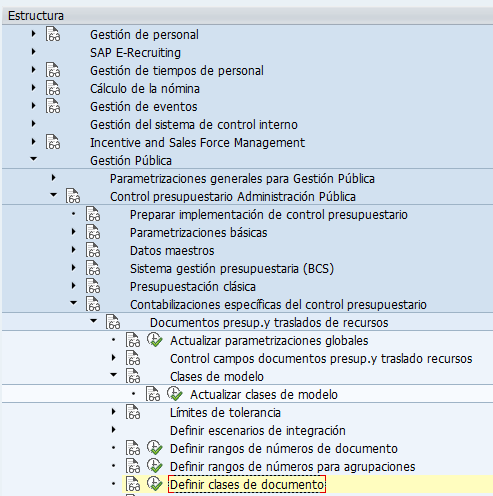 Estructura
Gestión de personal
SAP E-Recruiting
Gestión de tiempos de personal
Cálculo de la nómina
Gestión de eventos
Gestión del sistema de control interno
Incentive and Sales Force Management
Gestión Pública
Parametrizaciones generales para Gestión Pública
Control presupuestario Administración Pública
Preparar implementación de control presupuestario
Parametrizaciones básicas
Datos maestros
Sistema gestión presupuestaria (BCS)
Presupuestación clásica
Contabilizaciones específicas del control presupuestario
Documentos presup.y traslados de recursos
Actualizar parametrizaciones globales
Control campos documentos presup.y traslado recursos
Clases de modelo
Actualizar clases de modelo
Límites de tolerancia
Definir escenarios de integración
Definir rangos de números de documento
Definir rangos de números para agrupaciones
Definir clases de documento